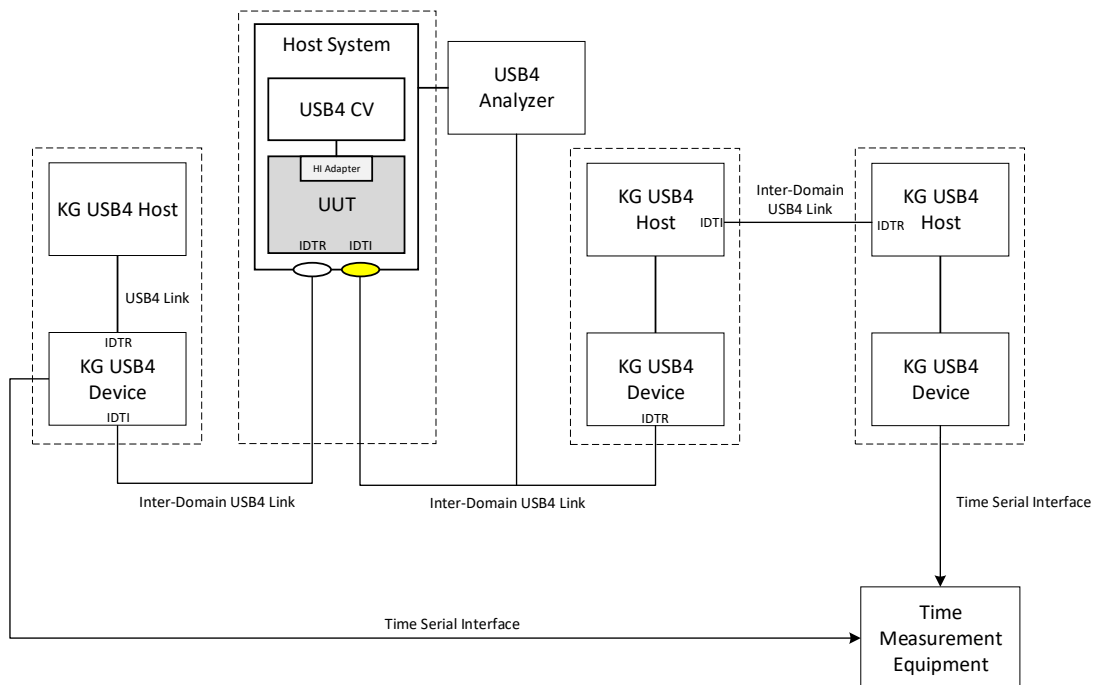 Host System
USB4 CV
HI Adapter
UUT
IDTR IDTI
USB4
Analyzer
KG USB4 Host
USB4 Link
IDTR
KG USB4
Device
IDTI
Inter-Domain USB4 Link
KG USB4
Host
IDTI
KG USB4
Device
IDTR
Inter-Domain USB4 Link
Inter-Domain
USB4 Link
KG USB4
Host
IDTR
KG USB4
Device
Time Serial Interface
Time Serial Interface
Time
Measurement
Equipment